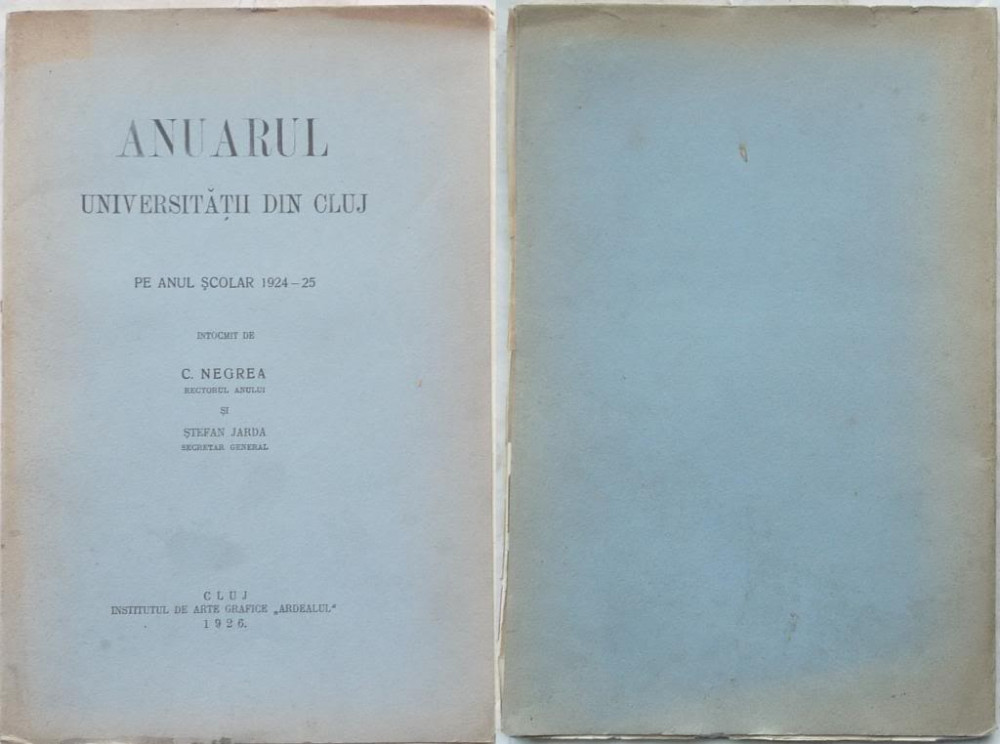 ANUARUL
UNIVERSITĂȚII DIN CLUJ
PE ANUL ȘCOLAR 1924–25
INTOCMIT DE
C. NEGREA
RECTORUL ANULUI
ȘI
ȘTEFAN JARDA
SECRETAR GENERAL
CLUJ
INSTITUTUL DE ARTE GRAFICE „ARDEALUL“
1926.